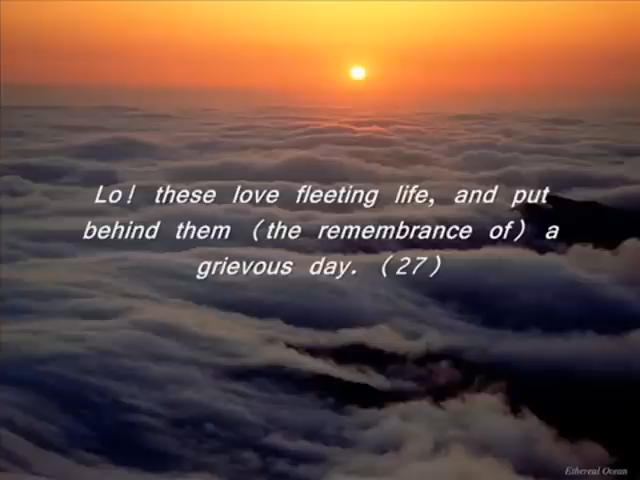 Lo! these love fleeting life, and put
behind them (the remembrance of) a
grievous day. (27)
Ethereal Ocean